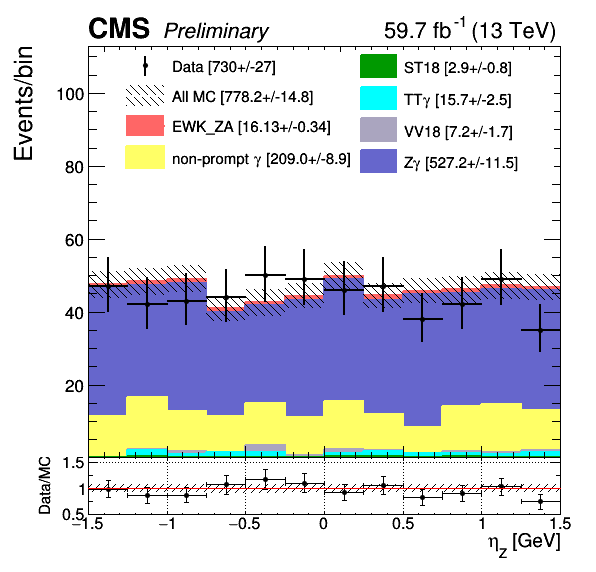 CMS Preliminary 59.7 fb⁻¹ (13 TeV)
Events/bin
Data [730+/-27]
All MC [778.2+/-14.8]
EWK_ZA [16.13+/-0.34]
non-prompt γ [209.0+/-8.9]
ST18 [2.9+/-0.8]
TTγ [15.7+/-2.5]
VV18 [7.2+/-1.7]
Zγ [527.2+/-11.5]
100
80
60
40
20
Data/MC
1.5
1
0.5
−1.5 −1 −0.5 0 0.5 1 1.5
η_Z [GeV]